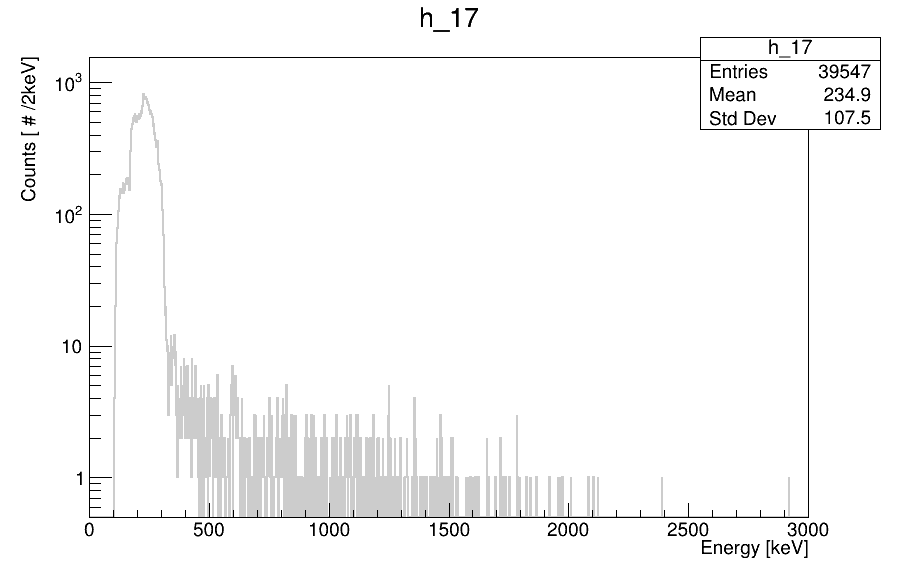 h_17
h_17
Entries 39547
Mean 234.9
Std Dev 107.5
Counts [ # /2keV]
10³
10²
10
1
0 500 1000 1500 2000 2500 3000
Energy [keV]